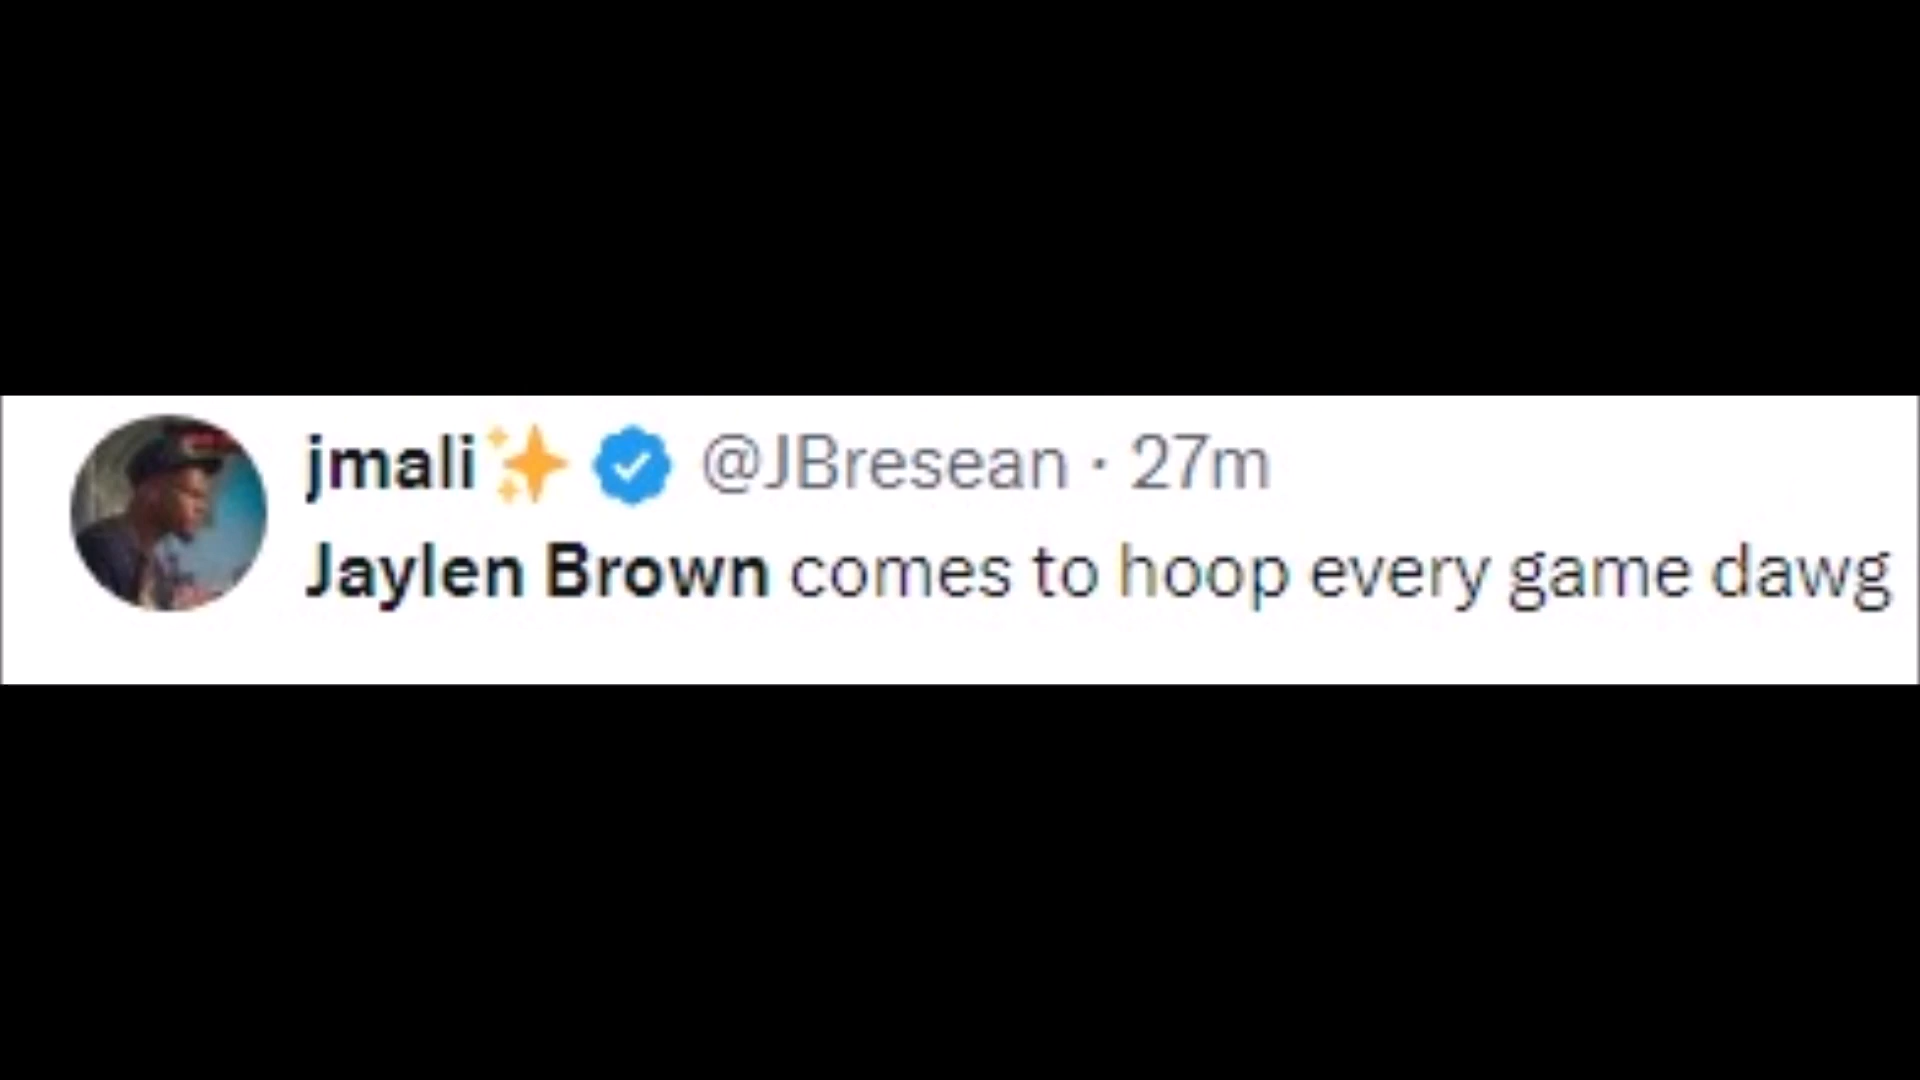 jmali✨ @JBresean · 27m
Jaylen Brown comes to hoop every game dawg